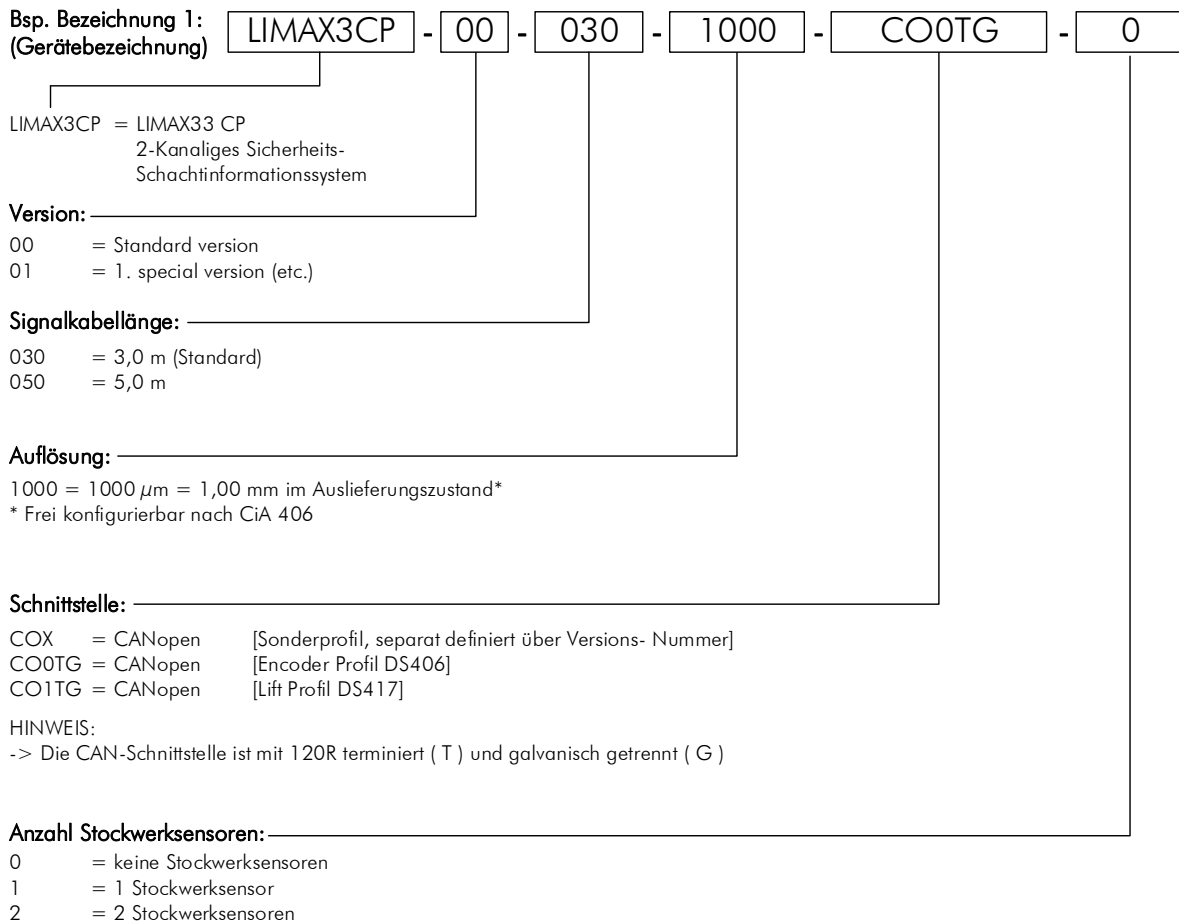 Bsp. Bezeichnung 1:
(Gerätebezeichnung)
LIMAX3CP - 00 - 030 - 1000 - CO0TG - 0
LIMAX3CP = LIMAX33 CP
2-Kanaliges Sicherheits-
Schachtinformationssystem
Version:
00 = Standard version
01 = 1. special version (etc.)
Signalkabellänge:
030 = 3,0 m (Standard)
050 = 5,0 m
Auflösung:
1000 = 1000 µm = 1,00 mm im Auslieferungszustand*
* Frei konfigurierbar nach CiA 406
Schnittstelle:
COX = CANopen [Sonderprofil, separat definiert über Versions- Nummer]
CO0TG = CANopen [Encoder Profil DS406]
CO1TG = CANopen [Lift Profil DS417]
HINWEIS:
-> Die CAN-Schnittstelle ist mit 120R terminiert ( T ) und galvanisch getrennt ( G )
Anzahl Stockwerksensoren:
0 = keine Stockwerksensoren
1 = 1 Stockwerksensor
2 = 2 Stockwerksensoren